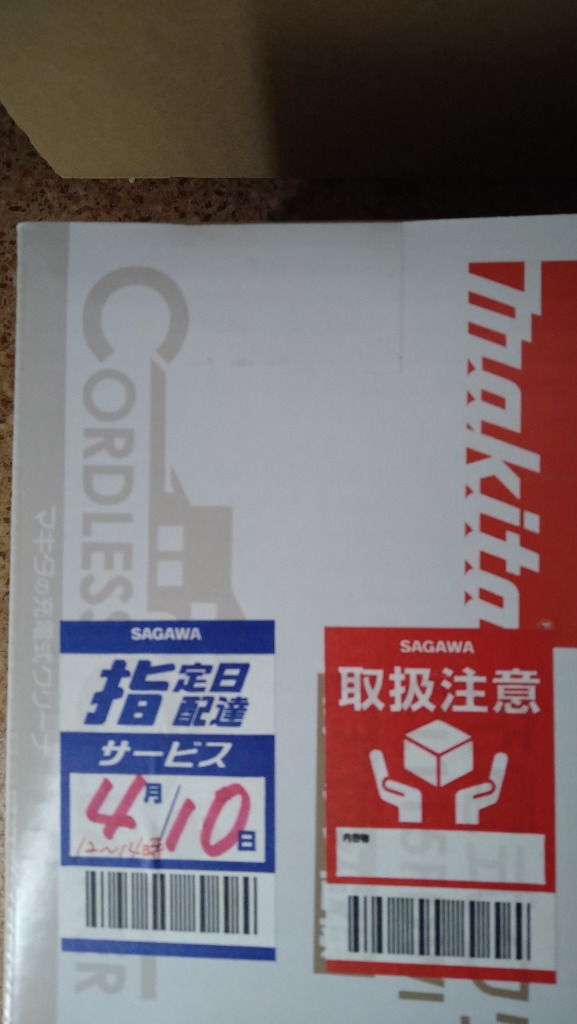 makita
CORDLESS
マキタの充電式クリーナ
SAGAWA
指定日
配達
サービス
4月/10日
12～14時
SAGAWA
取扱注意
内容物